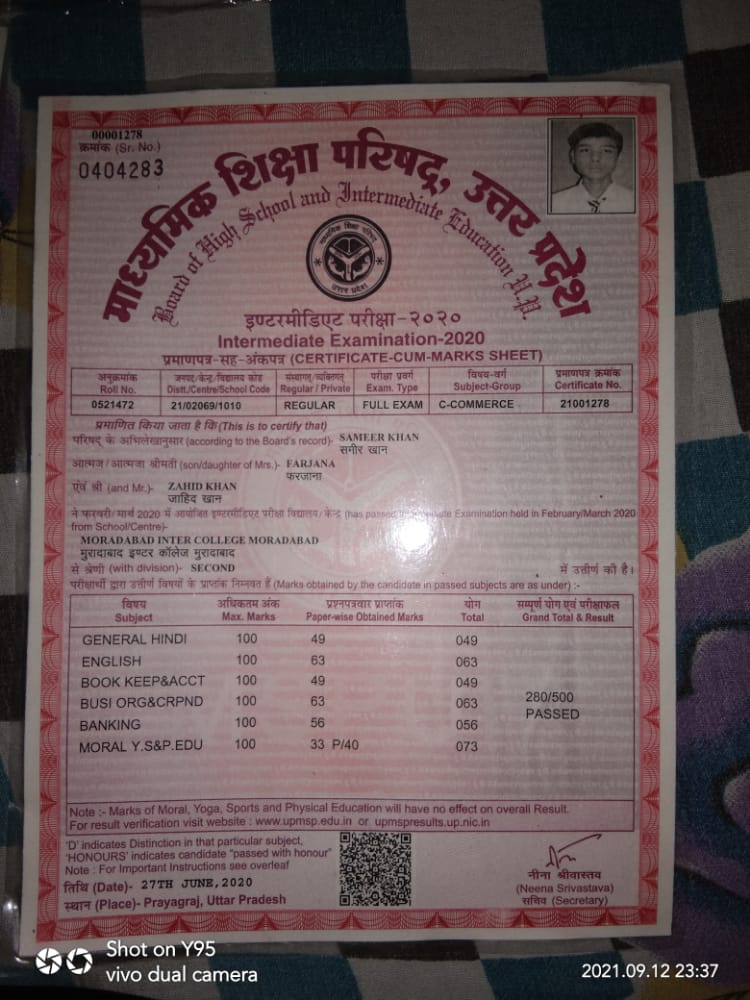 00001278
क्रमांक (Sr. No.)
0404283
माध्यमिक शिक्षा परिषद्, उत्तर प्रदेश
Board of High School and Intermediate Education U.P.
माध्यमिक शिक्षा परिषद
उत्तर प्रदेश
इण्टरमीडिएट परीक्षा-२०२०
Intermediate Examination-2020
प्रमाणपत्र-सह-अंकपत्र (CERTIFICATE-CUM-MARKS SHEET)
अनुक्रमांक जनपद/केन्द्र/विद्यालय कोड संस्थागत/व्यक्तिगत परीक्षा प्रवर्ग विषय-वर्ग प्रमाणपत्र क्रमांक
Roll No. Distt./Centre/School Code Regular / Private Exam. Type Subject-Group Certificate No.
0521472 21/02069/1010 REGULAR FULL EXAM C-COMMERCE 21001278
प्रमाणित किया जाता है कि (This is to certify that)
परिषद् के अभिलेखानुसार (according to the Board's record)- SAMEER KHAN
समीर खान
आत्मज/आत्मजा श्रीमती (son/daughter of Mrs.)- FARJANA
फरजाना
एवं श्री (and Mr.)- ZAHID KHAN
जाहिद खान
ने फरवरी/मार्च 2020 में आयोजित इण्टरमीडिएट परीक्षा विद्यालय/केन्द्र (has passed Examination held in February/March 2020
from School/Centre)-
MORADABAD INTER COLLEGE MORADABAD
मुरादाबाद इण्टर कॉलेज मुरादाबाद
से श्रेणी (with division)- SECOND में उत्तीर्ण की है।
परीक्षार्थी द्वारा उत्तीर्ण विषयों के प्राप्तांक निम्नवत हैं (Marks obtained by the candidate in passed subjects are as under) :-
विषय अधिकतम अंक प्रश्नपत्रवार प्राप्तांक योग सम्पूर्ण योग एवं परीक्षाफल
Subject Max. Marks Paper-wise Obtained Marks Total Grand Total & Result
GENERAL HINDI 100 49 049
ENGLISH 100 63 063
BOOK KEEP&ACCT 100 49 049
BUSI ORG&CRPND 100 63 063 280/500
PASSED
BANKING 100 56 056
MORAL Y.S&P.EDU 100 33 P/40 073
Note :- Marks of Moral, Yoga, Sports and Physical Education will have no effect on overall Result.
For result verification visit website : www.upmsp.edu.in or upmspresults.up.nic.in
'D' indicates Distinction in that particular subject,
'HONOURS' indicates candidate "passed with honour"
Note : For Important Instructions see overleaf
तिथि (Date)- 27TH JUNE,2020
स्थान (Place)- Prayagraj, Uttar Pradesh
नीना श्रीवास्तव
(Neena Srivastava)
सचिव (Secretary)
Shot on Y95
vivo dual camera
2021.09.12 23:37